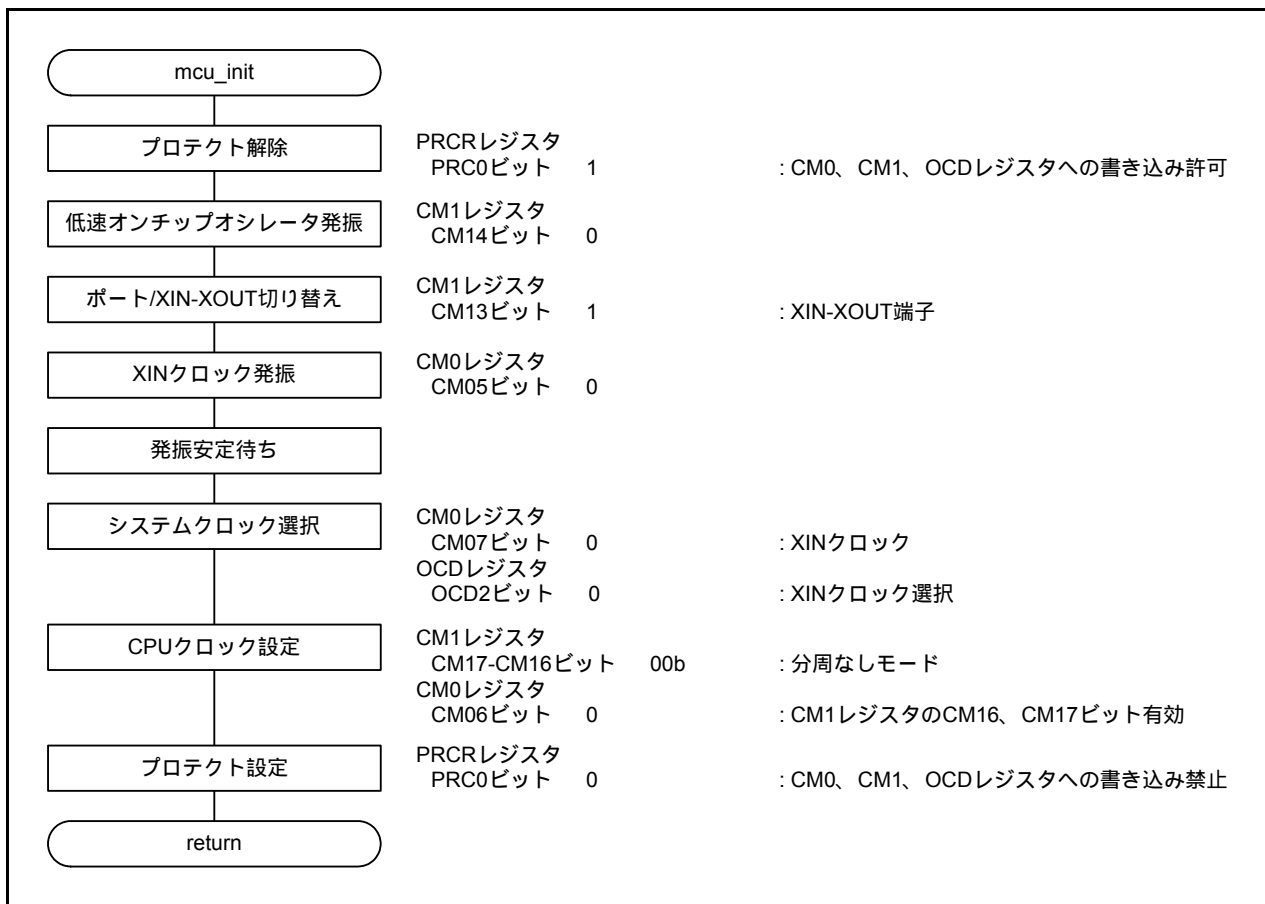 mcu_init
プロテクト解除
PRCRレジスタ
PRC0ビット 1 : CM0、CM1、OCDレジスタへの書き込み許可
低速オンチップオシレータ発振
CM1レジスタ
CM14ビット 0
ポート/XIN-XOUT切り替え
CM1レジスタ
CM13ビット 1 : XIN-XOUT端子
XINクロック発振
CM0レジスタ
CM05ビット 0
発振安定待ち
システムクロック選択
CM0レジスタ
CM07ビット 0 : XINクロック
OCDレジスタ
OCD2ビット 0 : XINクロック選択
CPUクロック設定
CM1レジスタ
CM17-CM16ビット 00b : 分周なしモード
CM0レジスタ
CM06ビット 0 : CM1レジスタのCM16、CM17ビット有効
プロテクト設定
PRCRレジスタ
PRC0ビット 0 : CM0、CM1、OCDレジスタへの書き込み禁止
return